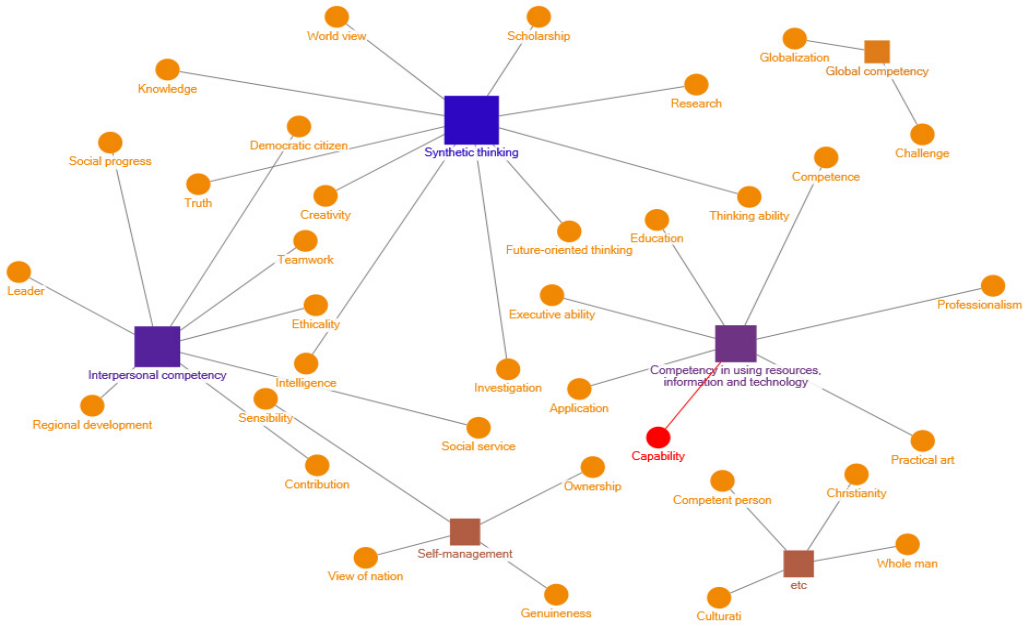 World view
Scholarship
Globalization
Global competency
Knowledge
Research
Democratic citizen
Synthetic thinking
Social progress
Challenge
Competence
Truth
Creativity
Thinking ability
Education
Future-oriented thinking
Teamwork
Leader
Professionalism
Executive ability
Ethicality
Interpersonal competency
Intelligence
Investigation
Competency in using resources,
information and technology
Application
Sensibility
Regional development
Social service
Capability
Practical art
Contribution
Ownership
Competent person
Christianity
Self-management
View of nation
Whole man
etc
Genuineness
Culturati